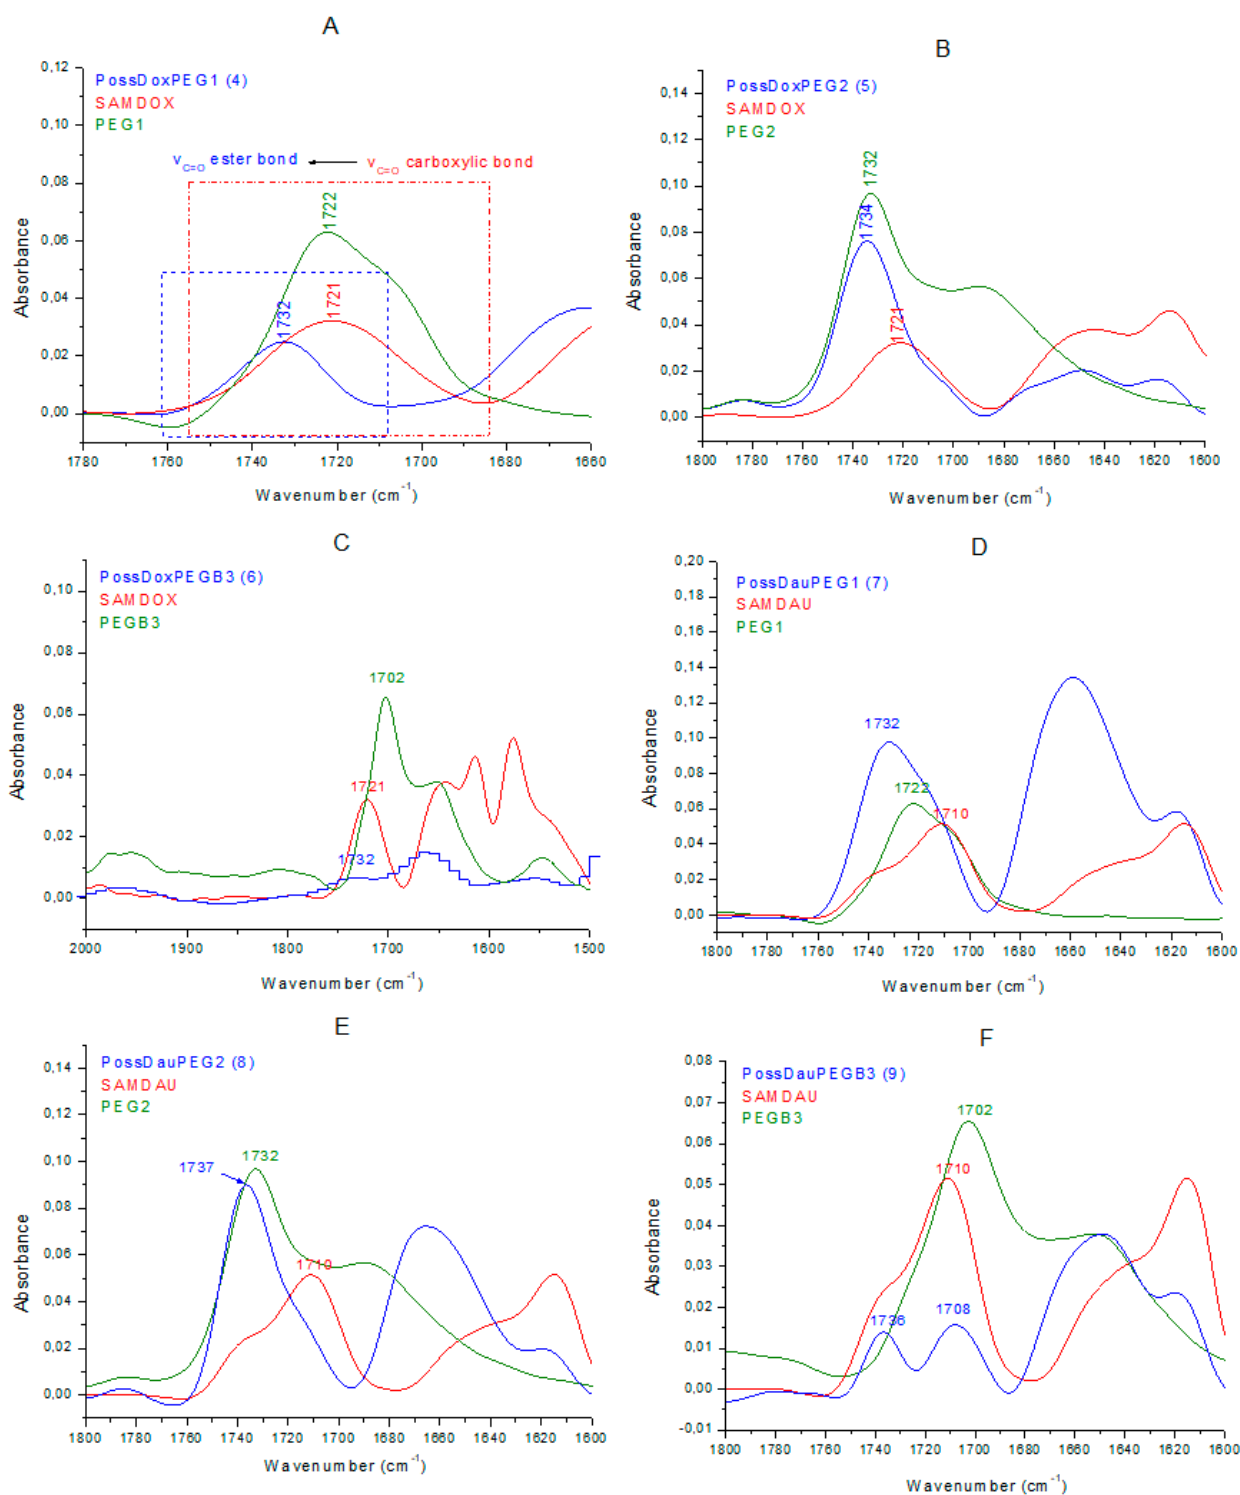 A
0,12
0,10
0,08
0,06
0,04
0,02
0,00
PossDoxPEG1 (4)
SAMDOX
PEG1
νC=O ester bond
νC=O carboxylic bond
1722
1721
1732
Absorbance
1780 1760 1740 1720 1700 1680 1660
Wavenumber (cm-1)
B
0,14
0,12
0,10
0,08
0,06
0,04
0,02
0,00
PossDoxPEG2 (5)
SAMDOX
PEG2
1732
1734
1721
Absorbance
1800 1780 1760 1740 1720 1700 1680 1660 1640 1620 1600
Wavenumber (cm-1)
C
0,10
0,08
0,06
0,04
0,02
0,00
PossDoxPEGB3 (6)
SAMDOX
PEGB3
1702
1721
1732
Absorbance
2000 1900 1800 1700 1600 1500
Wavenumber (cm-1)
D
0,20
0,18
0,16
0,14
0,12
0,10
0,08
0,06
0,04
0,02
0,00
PossDauPEG1 (7)
SAMDAU
PEG1
1732
1722
1710
Absorbance
1800 1780 1760 1740 1720 1700 1680 1660 1640 1620 1600
Wavenumber (cm-1)
E
0,14
0,12
0,10
0,08
0,06
0,04
0,02
0,00
PossDauPEG2 (8)
SAMDAU
PEG2
1737
1732
1710
Absorbance
1800 1780 1760 1740 1720 1700 1680 1660 1640 1620 1600
Wavenumber (cm-1)
F
0,08
0,07
0,06
0,05
0,04
0,03
0,02
0,01
0,00
-0,01
PossDauPEGB3 (9)
SAMDAU
PEGB3
1702
1710
1736
1708
Absorbance
1800 1780 1760 1740 1720 1700 1680 1660 1640 1620 1600
Wavenumber (cm-1)